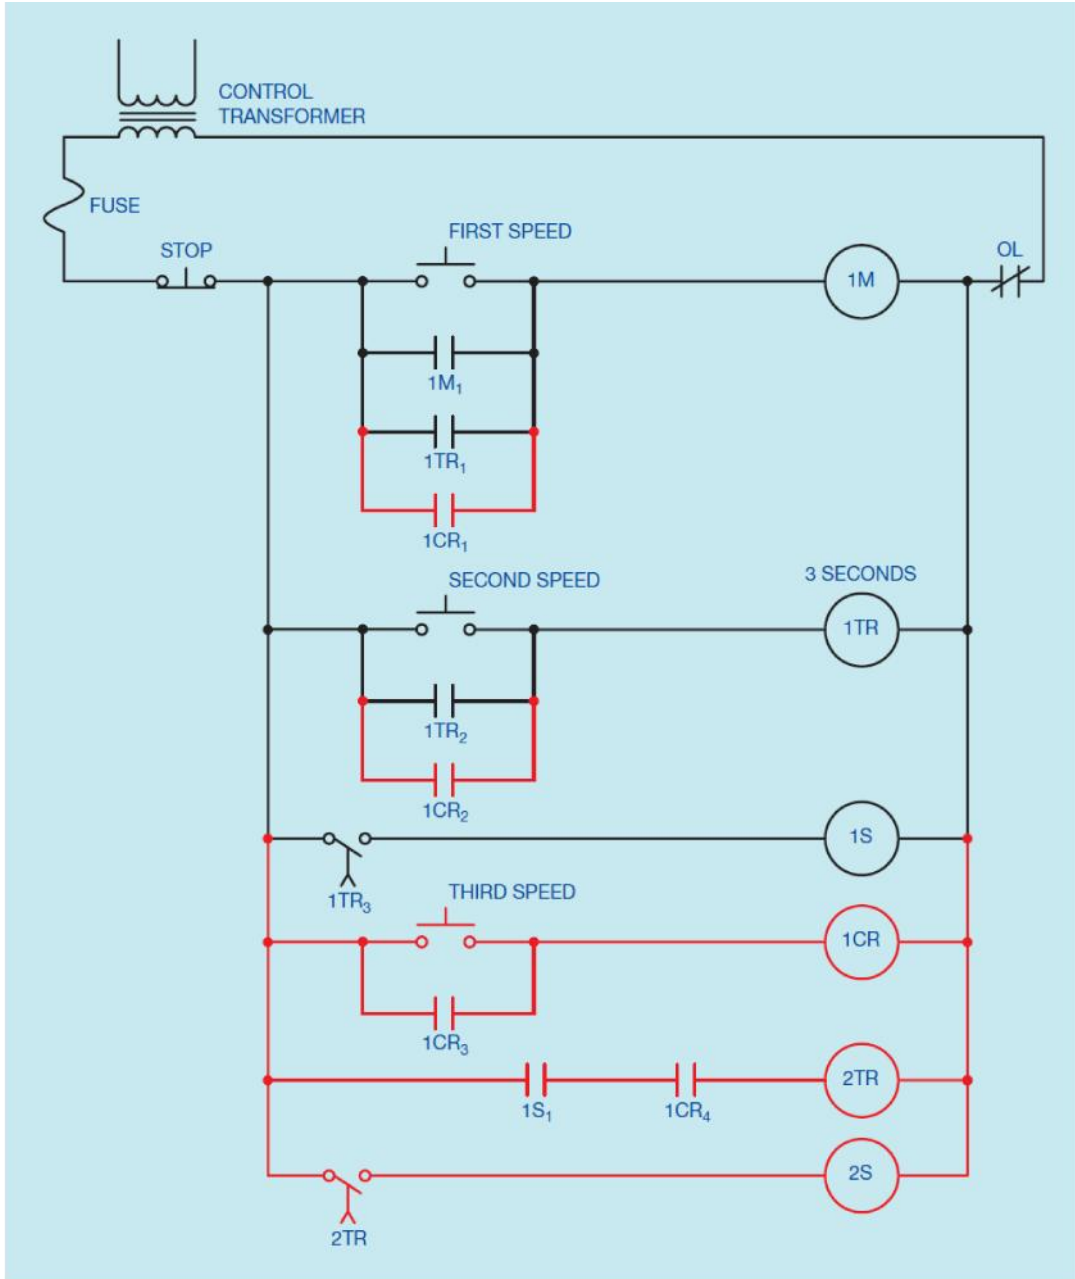 CONTROL
TRANSFORMER
FUSE
STOP
FIRST SPEED
OL
1M
1M₁
1TR₁
1CR₁
SECOND SPEED
3 SECONDS
1TR
1TR₂
1CR₂
1S
1TR₃
THIRD SPEED
1CR
1CR₃
2TR
1S₁
1CR₄
2S
2TR